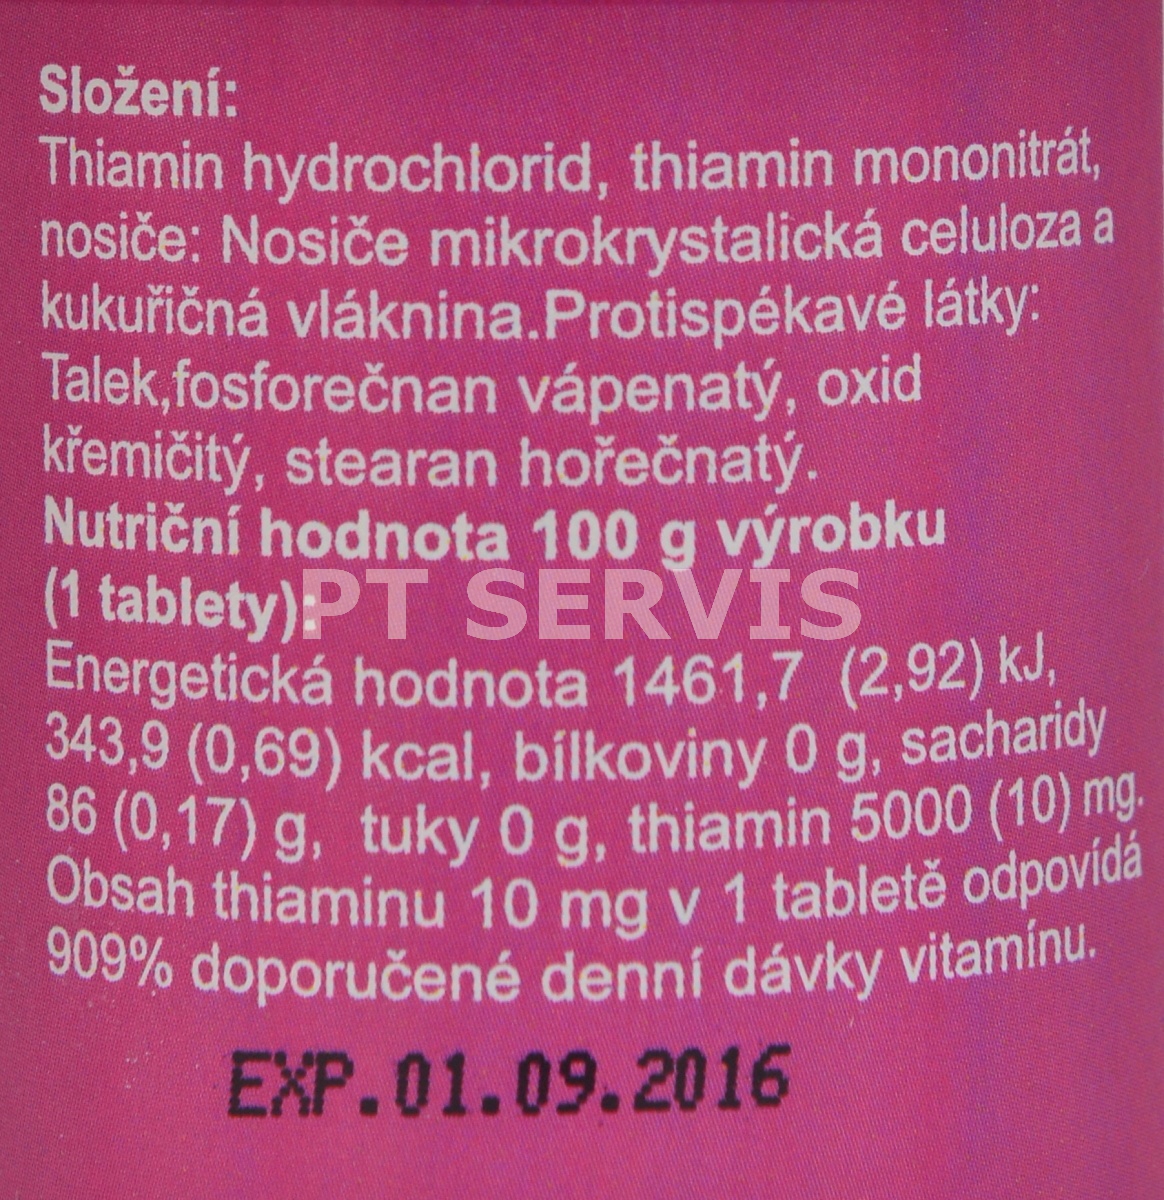 Složení:
Thiamin hydrochlorid, thiamin mononitrát,
nosiče: Nosiče mikrokrystalická celuloza a
kukuřičná vláknina.Protispékavé látky:
Talek,fosforečnan vápenatý, oxid
křemičitý, stearan hořečnatý.
Nutriční hodnota 100 g výrobku
(1 tablety):
PT SERVIS
Energetická hodnota 1461,7 (2,92) kJ,
343,9 (0,69) kcal, bílkoviny 0 g, sacharidy
86 (0,17) g, tuky 0 g, thiamin 5000 (10) mg.
Obsah thiaminu 10 mg v 1 tabletě odpovídá
909% doporučené denní dávky vitamínu.
EXP.01.09.2016